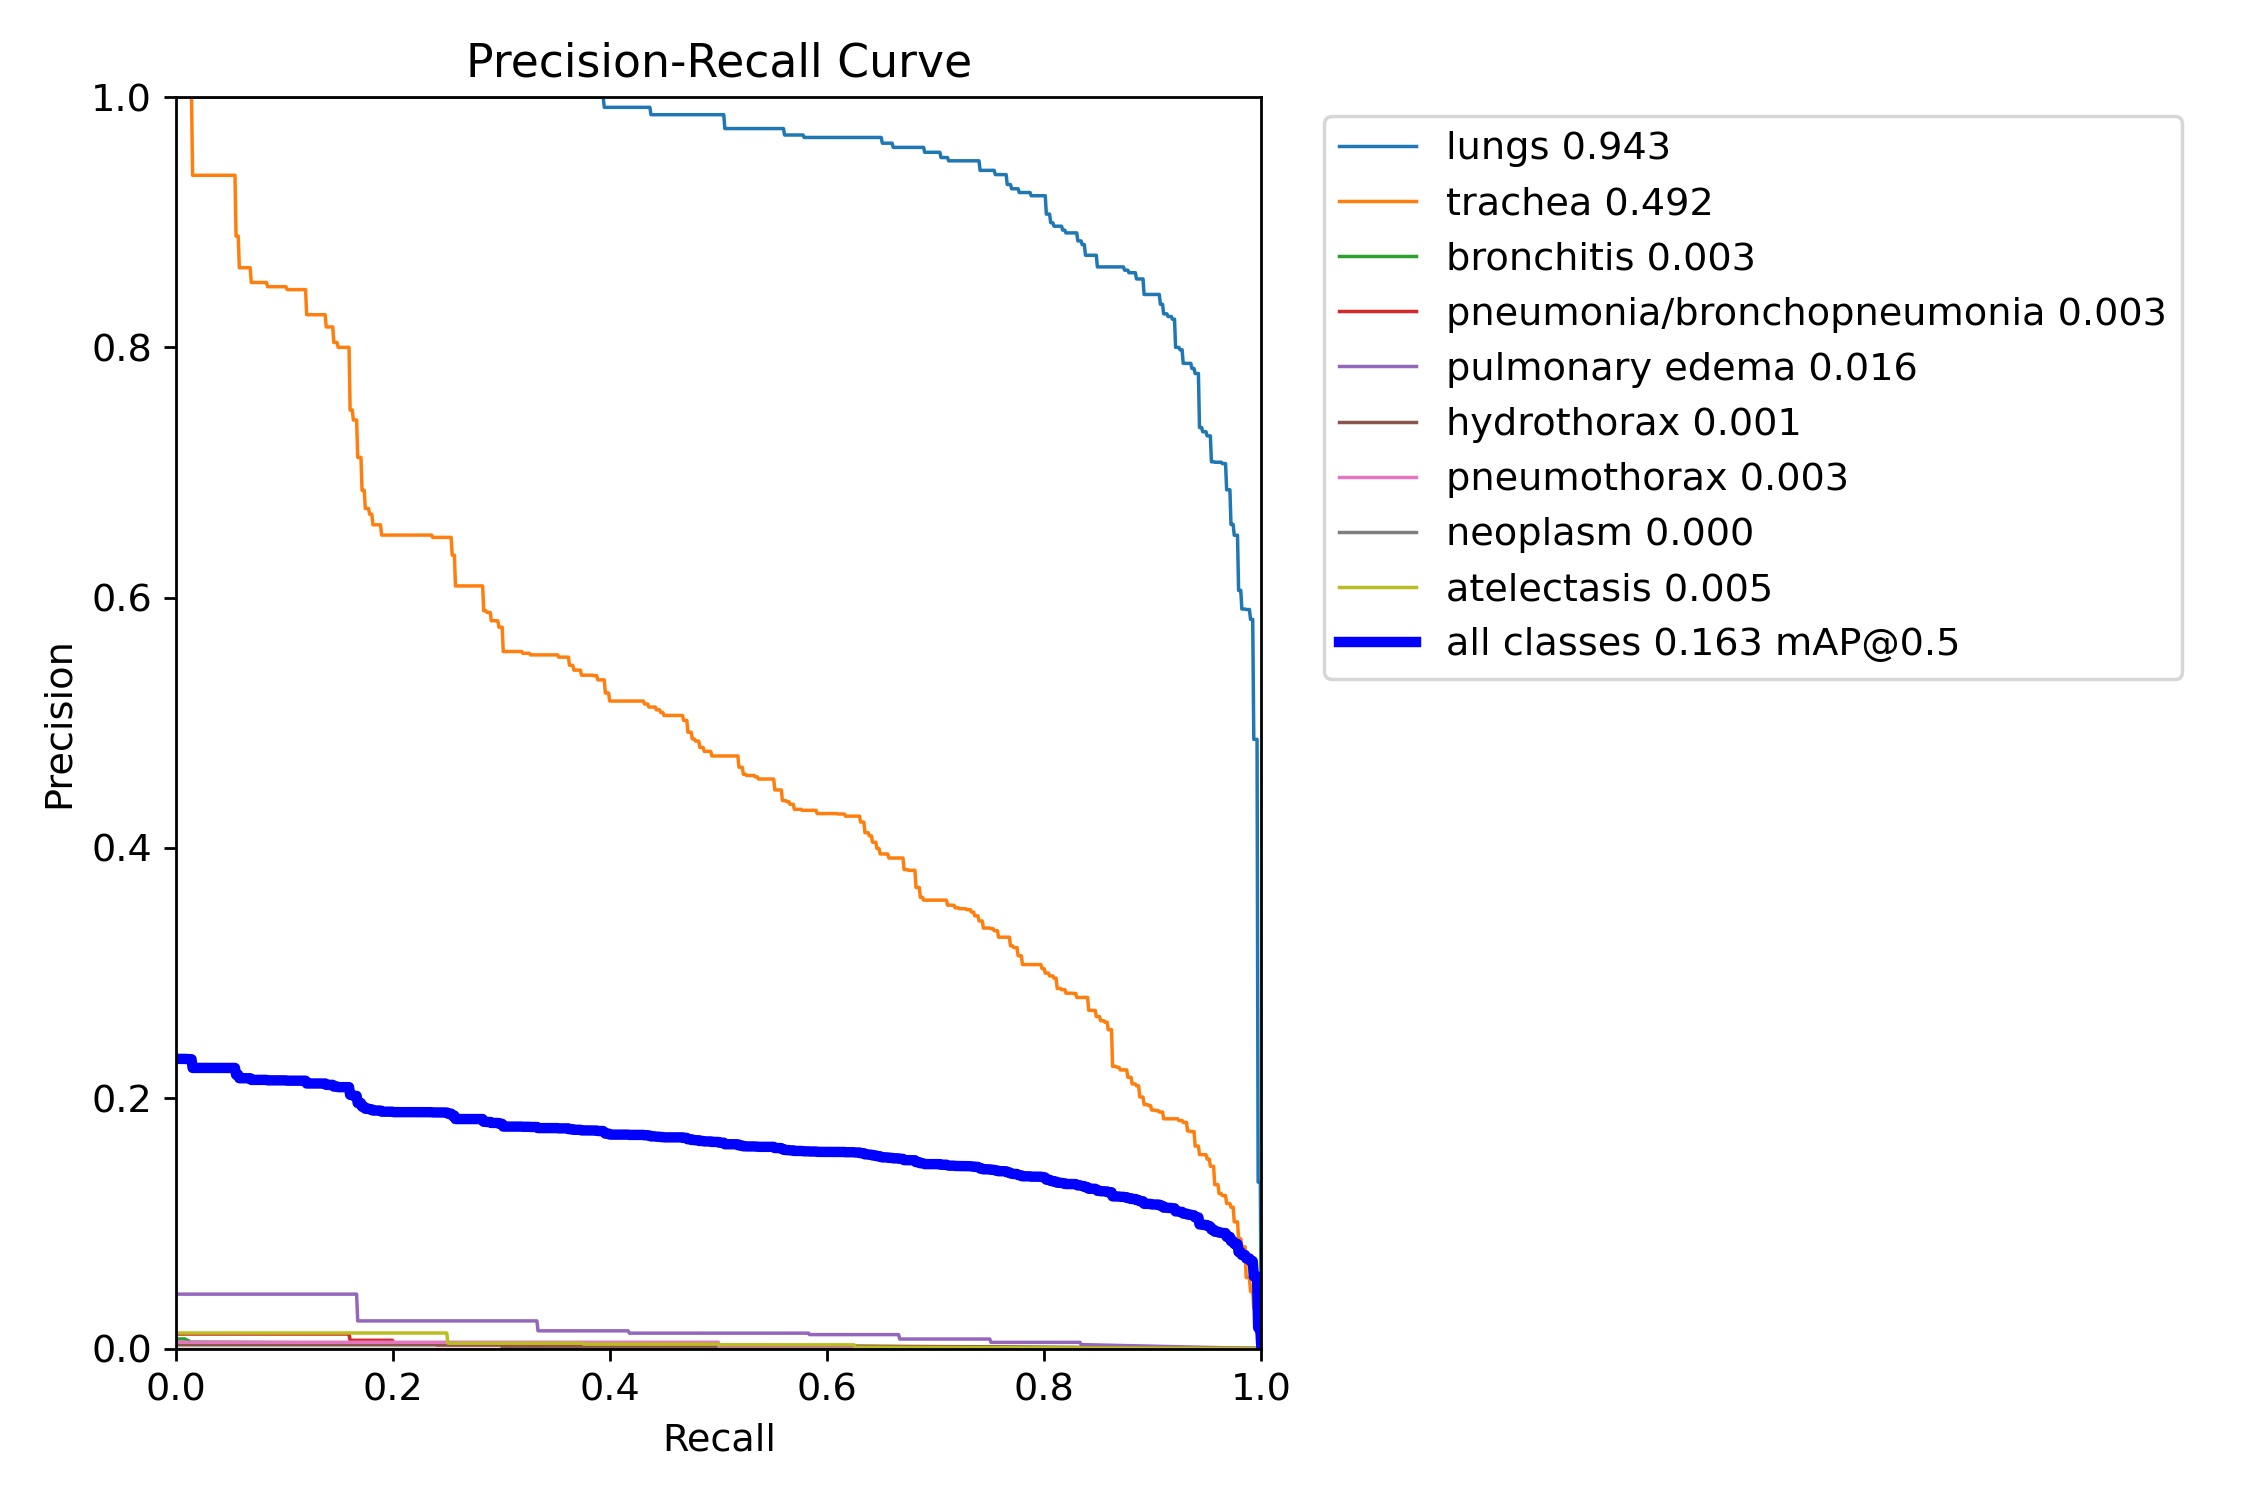 Precision-Recall Curve
1.0
0.8
0.6
0.4
0.2
0.0
Precision
0.0 0.2 0.4 0.6 0.8 1.0
Recall
lungs 0.943
trachea 0.492
bronchitis 0.003
pneumonia/bronchopneumonia 0.003
pulmonary edema 0.016
hydrothorax 0.001
pneumothorax 0.003
neoplasm 0.000
atelectasis 0.005
all classes 0.163 mAP@0.5